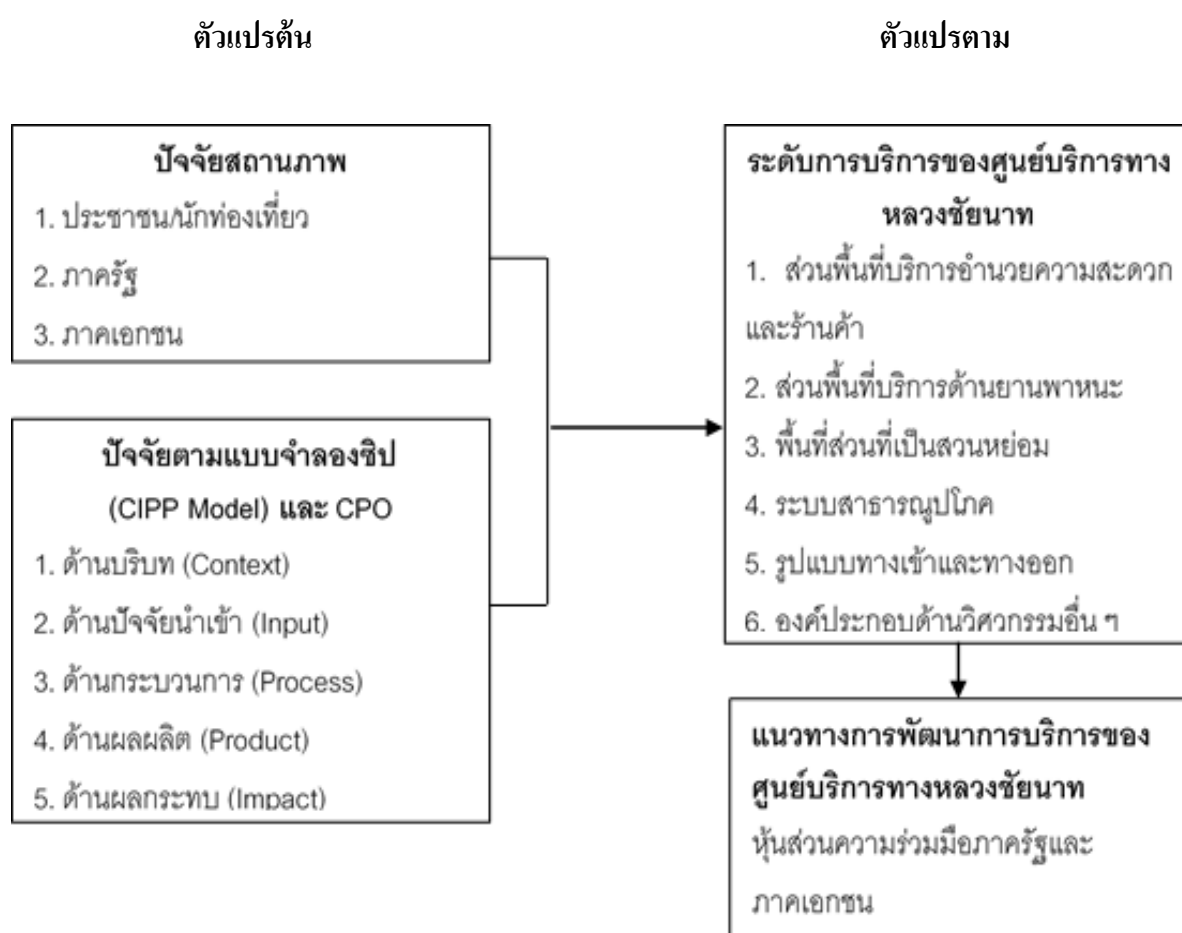 ตัวแปรต้น
ตัวแปรตาม
ปัจจัยสถานภาพ
1. ประชาชน/นักท่องเที่ยว
2. ภาครัฐ
3. ภาคเอกชน
ปัจจัยตามแบบจำลองซิป
(CIPP Model) และ CPO
1. ด้านบริบท (Context)
2. ด้านปัจจัยนำเข้า (Input)
3. ด้านกระบวนการ (Process)
4. ด้านผลผลิต (Product)
5. ด้านผลกระทบ (Impact)
ระดับการบริการของศูนย์บริการทาง
หลวงชัยนาท
1. ส่วนพื้นที่บริการอำนวยความสะดวก
และร้านค้า
2. ส่วนพื้นที่บริการด้านยานพาหนะ
3. พื้นที่ส่วนที่เป็นสวนหย่อม
4. ระบบสาธารณูปโภค
5. รูปแบบทางเข้าและทางออก
6. องค์ประกอบด้านวิศวกรรมอื่น ๆ
แนวทางการพัฒนาการบริการของ
ศูนย์บริการทางหลวงชัยนาท
หุ้นส่วนความร่วมมือภาครัฐและ
ภาคเอกชน